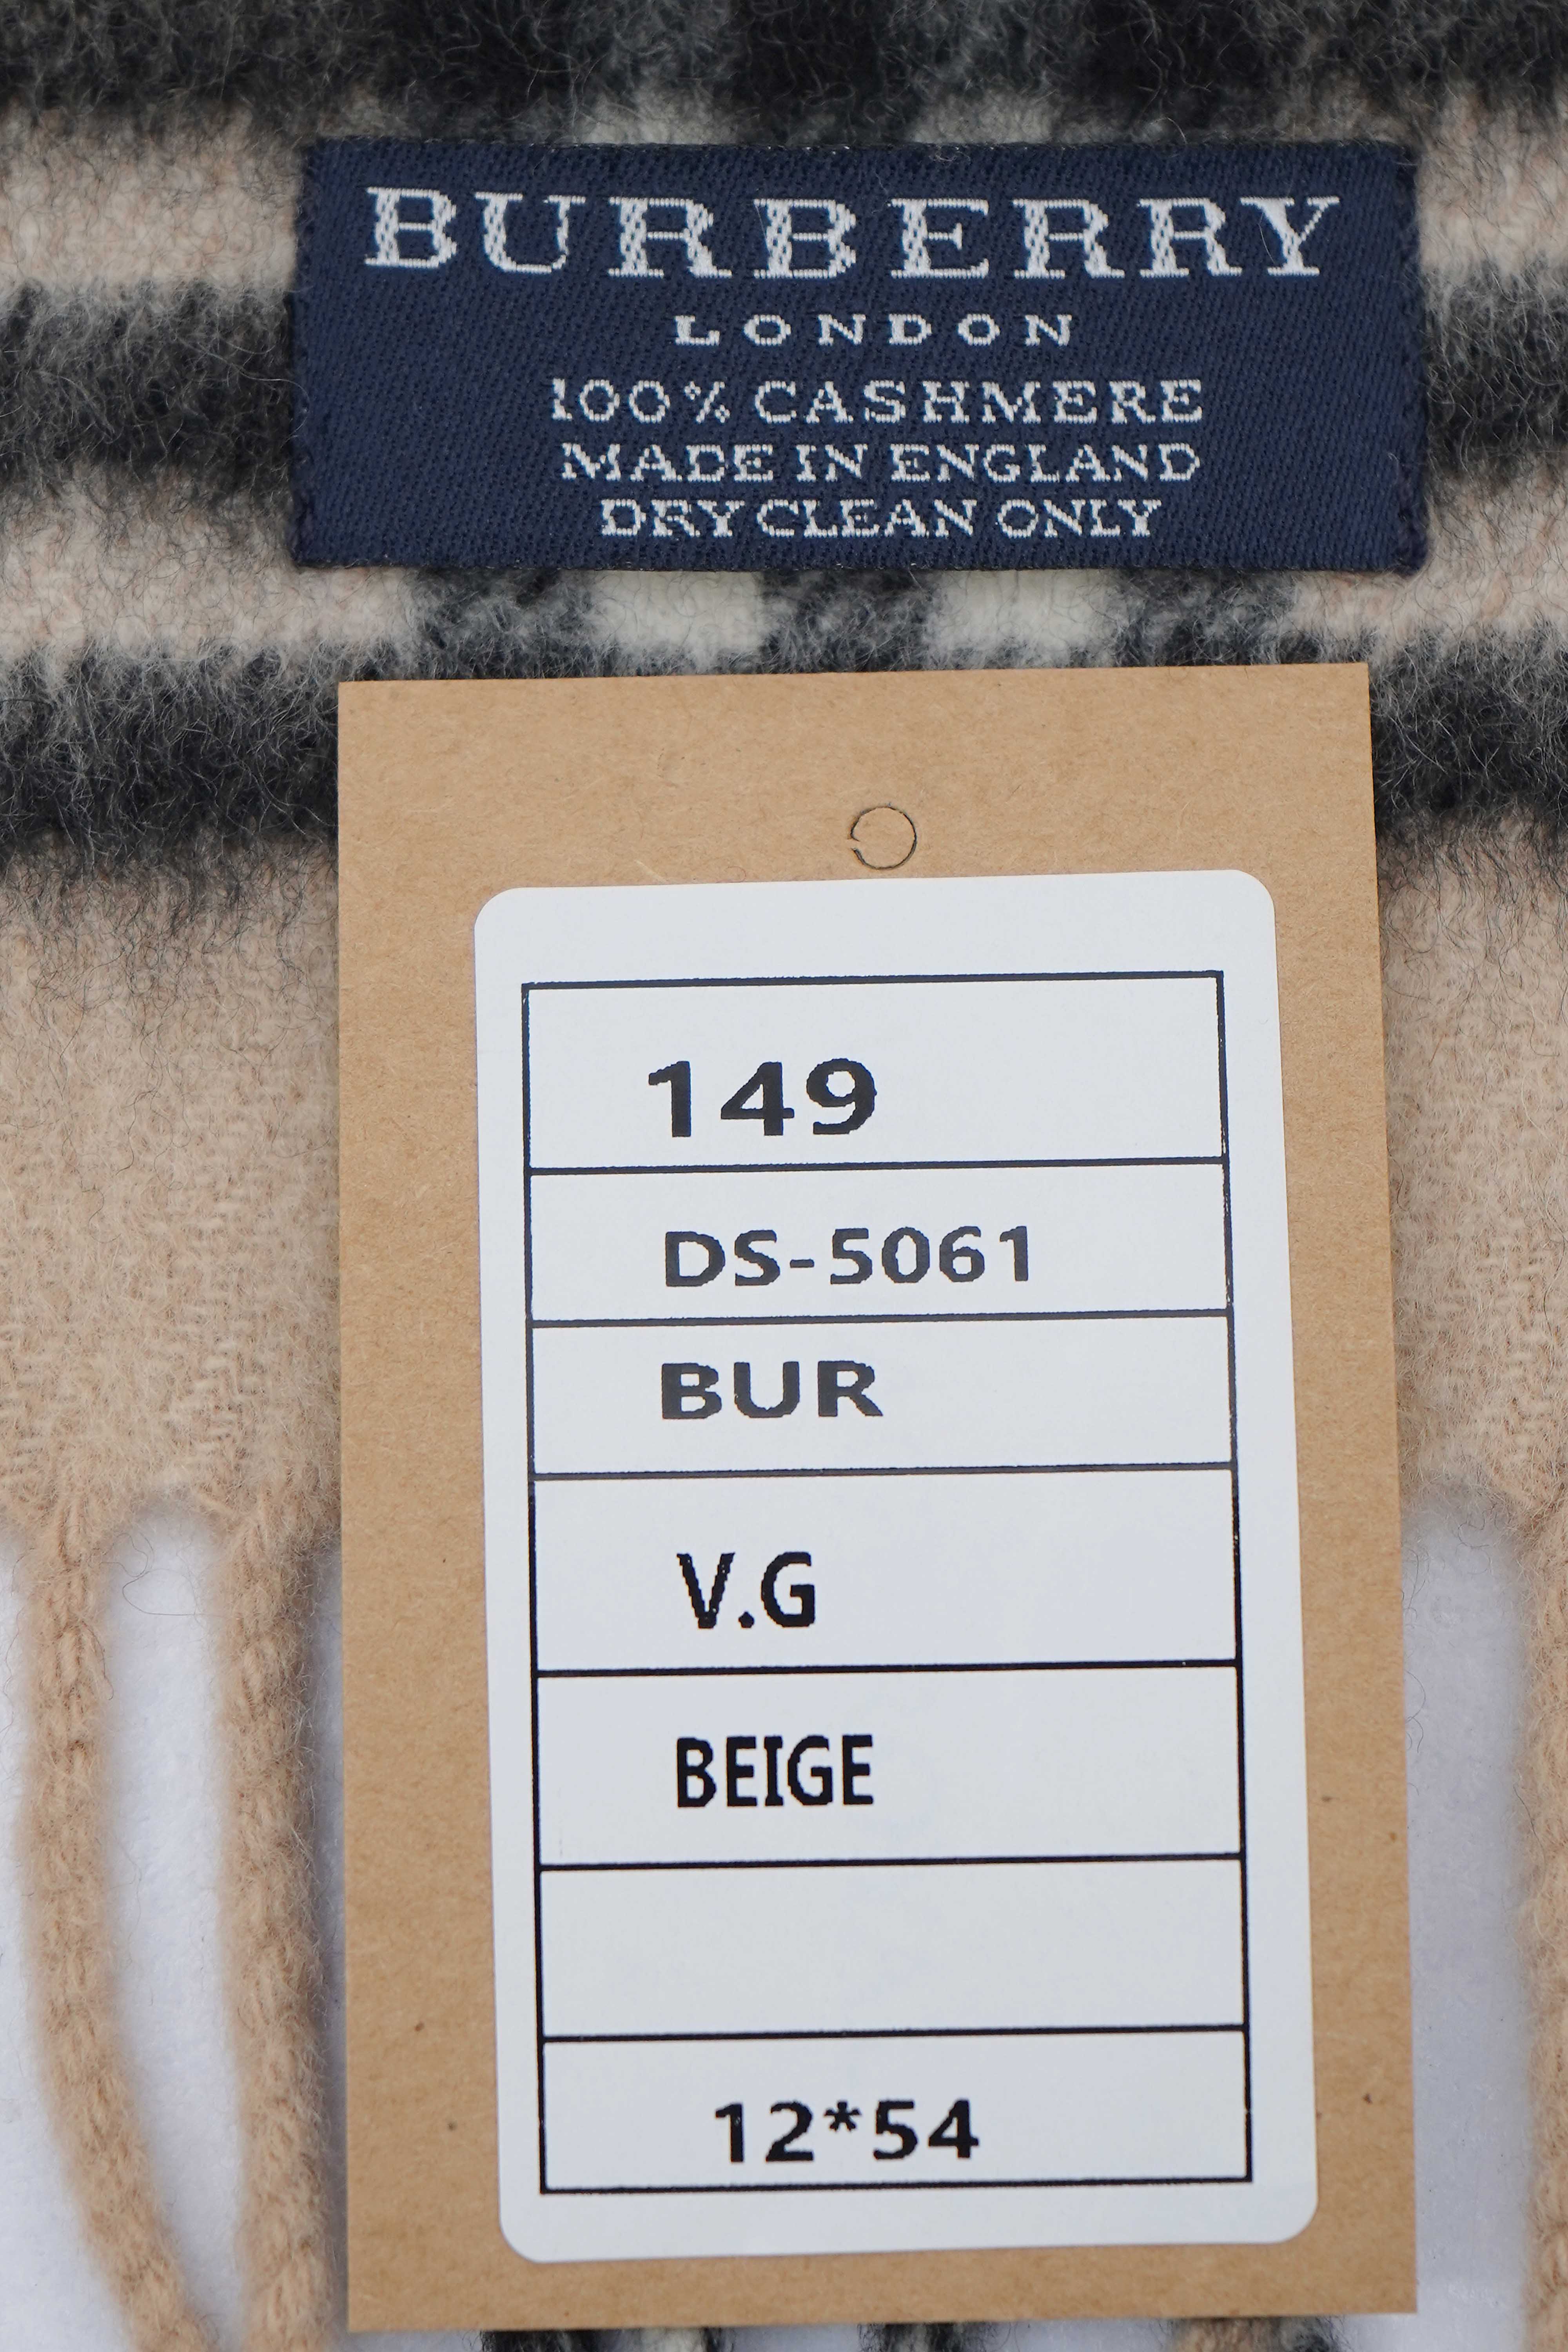 BURBERRY
LONDON
100% CASHMERE
MADE IN ENGLAND
DRY CLEAN ONLY
149
DS-5061
BUR
V.G
BEIGE
12*54